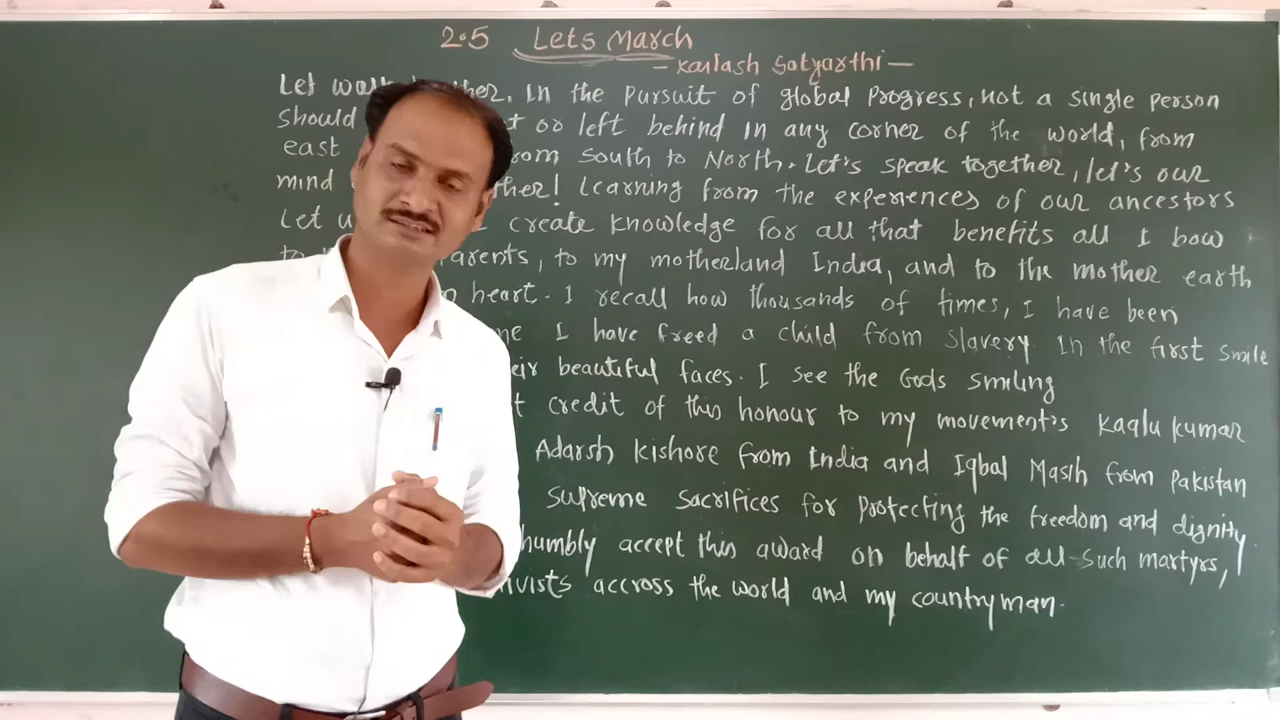 2.5 Lets March
- Kailash Satyarthi -
Let walk In the pursuit of global Progress, not a single person
should or left behind in any corner of the world, from
east South to North. Let's speak together, let's our
mind Learning from the experiences of our ancestors
Let create knowledge for all that benefits all I bow
to my motherland India, and to the mother earth
heart. I recall how thousands of times, I have been
I have freed a child from slavery. In the first smile
beautiful faces. I see the Gods smiling
credit of this honour to my movement's Kaalu kumar
Adarsh kishore from India and Iqbal Masih from Pakistan
Supreme Sacrifices for protecting the freedom and dignity.
humbly accept this award on behalf of all such martyrs,
accross the world and my countryman.